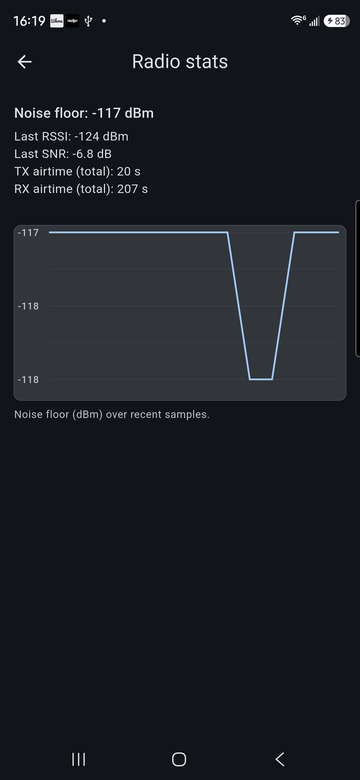 16:19
6
83
Radio stats
Noise floor: -117 dBm
Last RSSI: -124 dBm
Last SNR: -6.8 dB
TX airtime (total): 20 s
RX airtime (total): 207 s
-117
-118
-118
Noise floor (dBm) over recent samples.